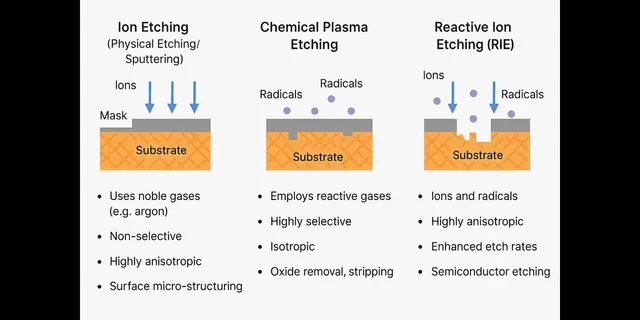 Ion Etching
(Physical Etching/
Sputtering)
Ions
Mask
Substrate
• Uses noble gases
(e.g. argon)
• Non-selective
• Highly anisotropic
• Surface micro-structuring
Chemical Plasma
Etching
Radicals
Radicals
Substrate
• Employs reactive gases
• Highly selective
• Isotropic
• Oxide removal, stripping
Reactive Ion
Etching (RIE)
Ions
Radicals
Substrate
• Ions and radicals
• Highly anisotropic
• Enhanced etch rates
• Semiconductor etching